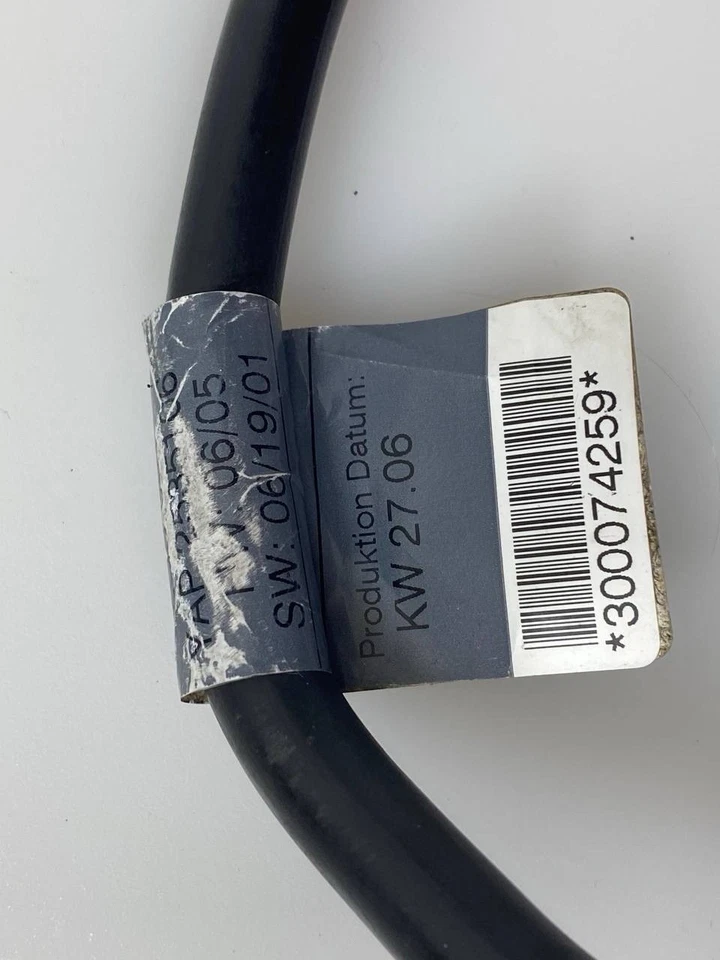 HW: 06/05
SW: 06/19/01
Produktion Datum:
KW 27.06
*300074259*